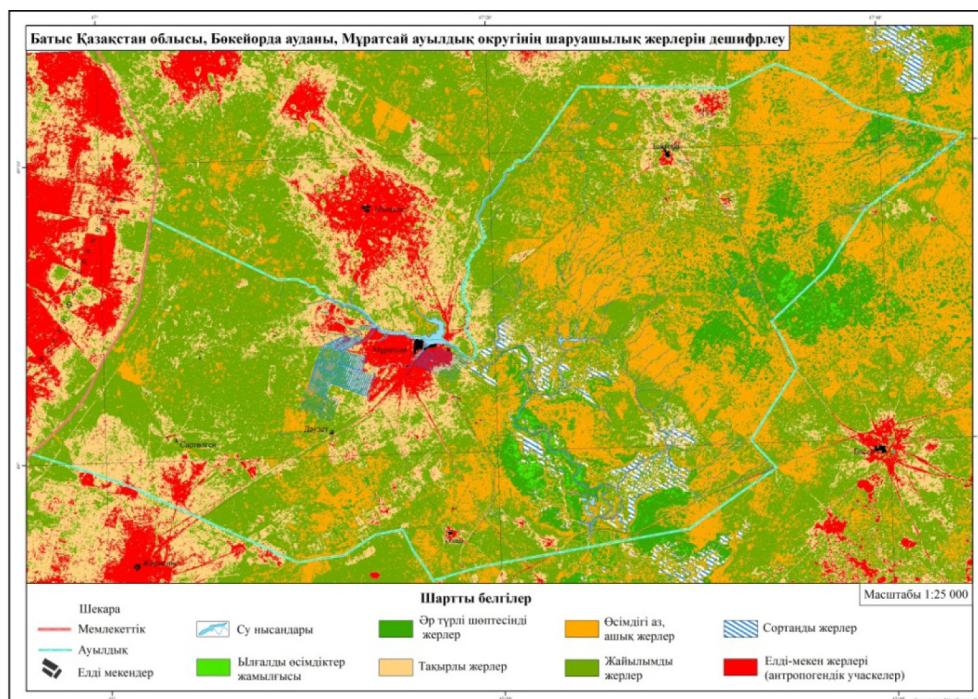 Батыс Қазақстан облысы, Бөкейорда ауданы, Мұратсай ауылдық округінің шаруашылық жерлерін дешифрлеу
Мұратсай
Шартты белгілер
Масштабы 1:25 000
Шекара
Мемлекеттік
Ауылдық
Елді мекендер
Су нысандары
Ылғалды өсімдіктер
жамылғысы
Әр түрлі шөптесінді
жерлер
Тақырлы жерлер
Өсімдігі аз,
ашық жерлер
Жайылымды
жерлер
Сортаңды жерлер
Елді-мекен жерлері
(антропогендік учаскелер)